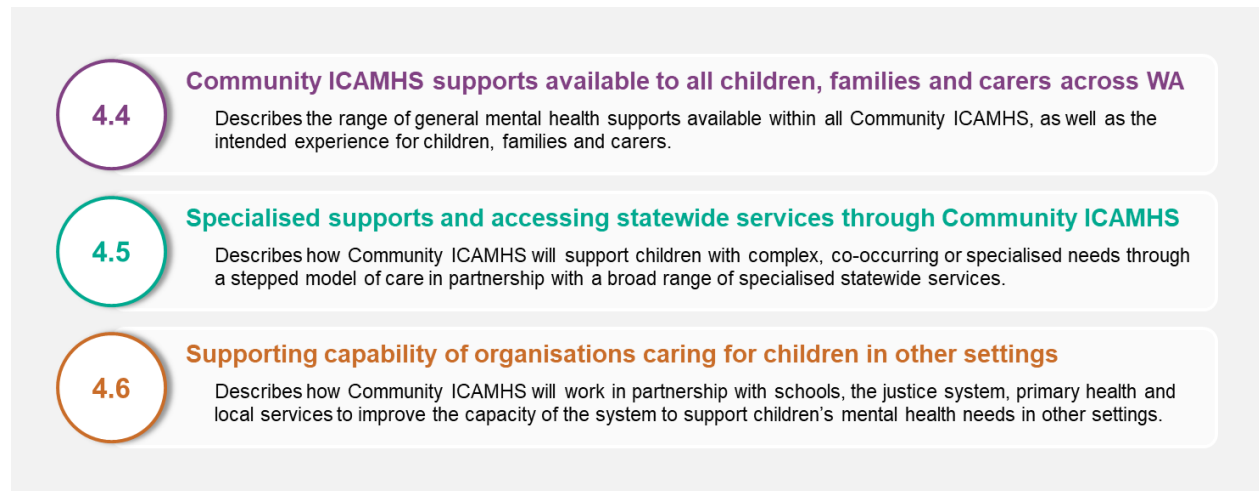 4.4
Community ICAMHS supports available to all children, families and carers across WA
Describes the range of general mental health supports available within all Community ICAMHS, as well as the
intended experience for children, families and carers.
4.5
Specialised supports and accessing statewide services through Community ICAMHS
Describes how Community ICAMHS will support children with complex, co-occurring or specialised needs through
a stepped model of care in partnership with a broad range of specialised statewide services.
4.6
Supporting capability of organisations caring for children in other settings
Describes how Community ICAMHS will work in partnership with schools, the justice system, primary health and
local services to improve the capacity of the system to support children’s mental health needs in other settings.